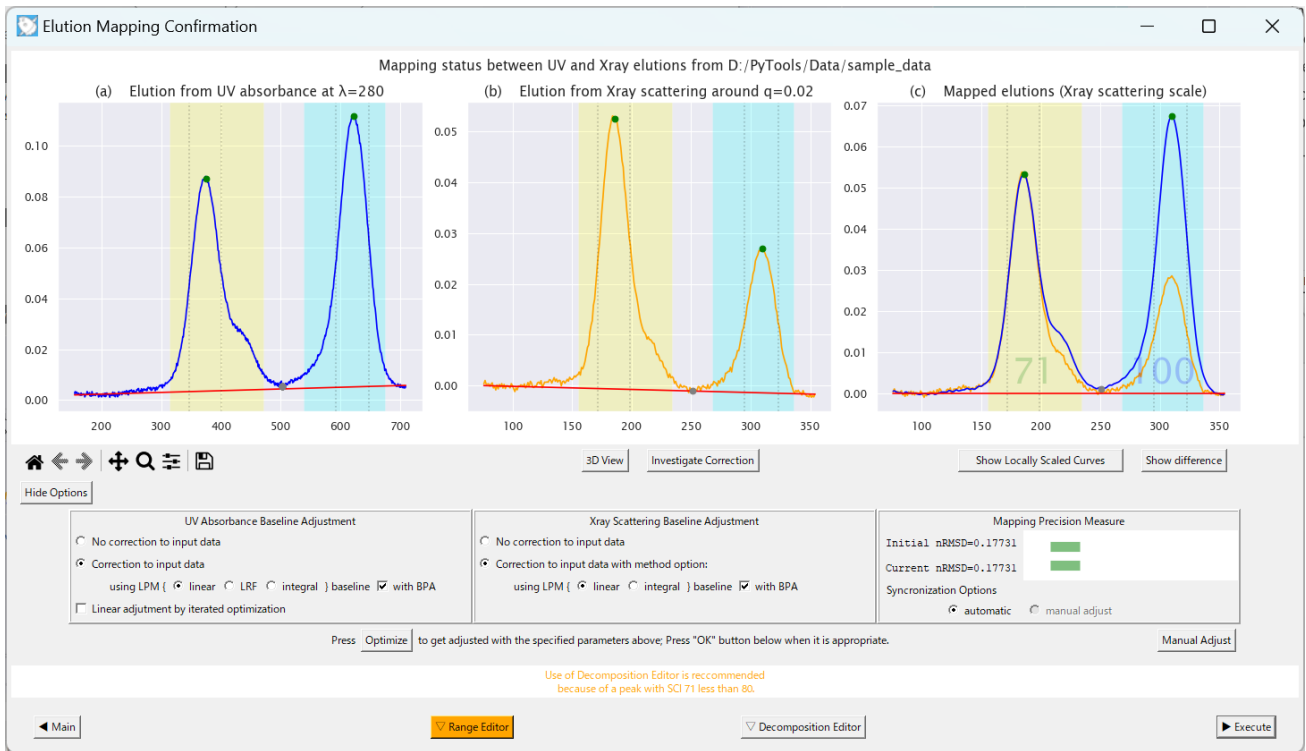 Elution Mapping Confirmation
Mapping status between UV and Xray elutions from D:/PyTools/Data/sample_data
(a) Elution from UV absorbance at λ=280
(b) Elution from Xray scattering around q=0.02
(c) Mapped elutions (Xray scattering scale)
0.10
0.08
0.06
0.04
0.02
0.00
200 300 400 500 600 700
0.05
0.04
0.03
0.02
0.01
0.00
100 150 200 250 300 350
0.07
0.06
0.05
0.04
0.03
0.02
0.01
0.00
71 100
100 150 200 250 300 350
3D View Investigate Correction Show Locally Scaled Curves Show difference
Hide Options
UV Absorbance Baseline Adjustment
No correction to input data
Correction to input data
using LPM { linear LRF integral } baseline with BPA
Linear adjutment by iterated optimization
Xray Scattering Baseline Adjustment
No correction to input data
Correction to input data with method option:
using LPM { linear integral } baseline with BPA
Mapping Precision Measure
Initial nRMSD=0.17731
Current nRMSD=0.17731
Syncronization Options
automatic manual adjust
Press Optimize to get adjusted with the specified parameters above; Press "OK" button below when it is appropriate. Manual Adjust
Use of Decomposition Editor is reccommended
because of a peak with SCI 71 less than 80.
◀ Main ▽ Range Editor ▽ Decomposition Editor ▶ Execute